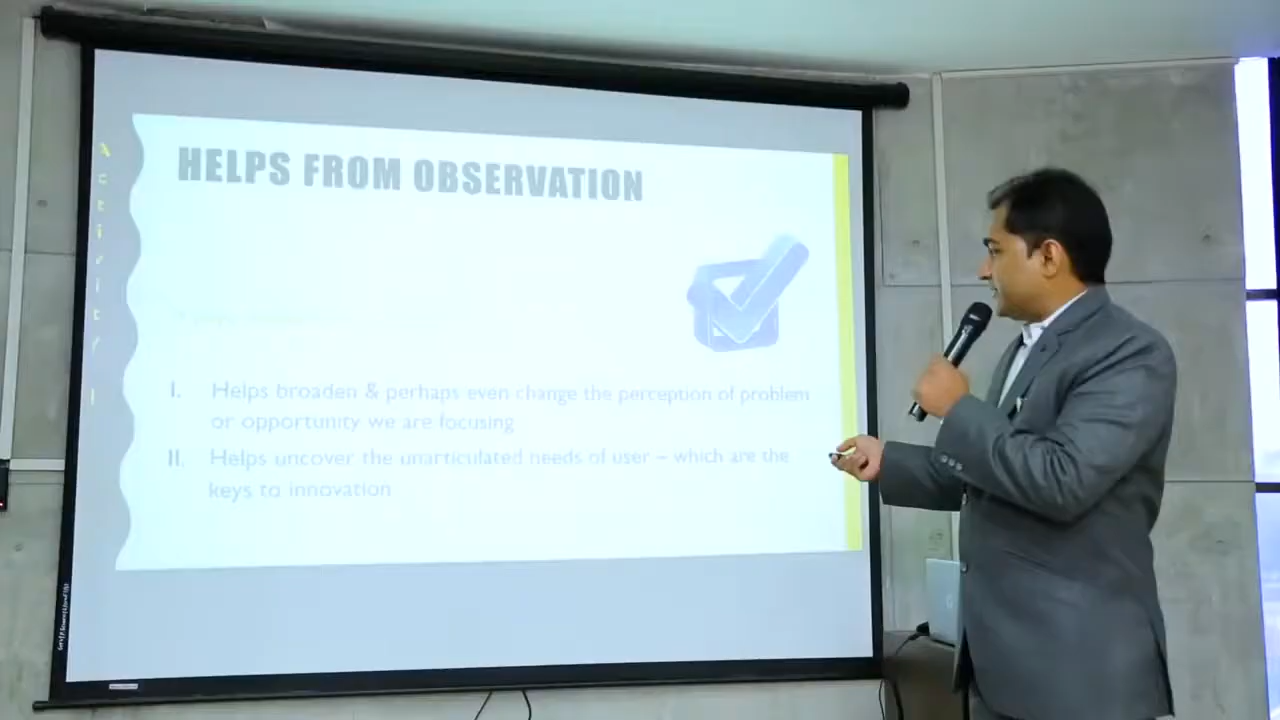 HELPS FROM OBSERVATION
I. Helps broaden & perhaps even change the perception of problem
or opportunity we are focusing
II. Helps uncover the unarticulated needs of user – which are the
keys to innovation